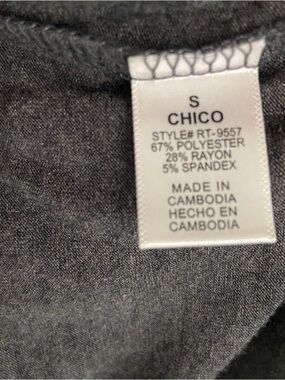 S
CHICO
STYLE# RT-9557
67% POLYESTER
28% RAYON
5% SPANDEX
MADE IN
CAMBODIA
HECHO EN
CAMBODIA